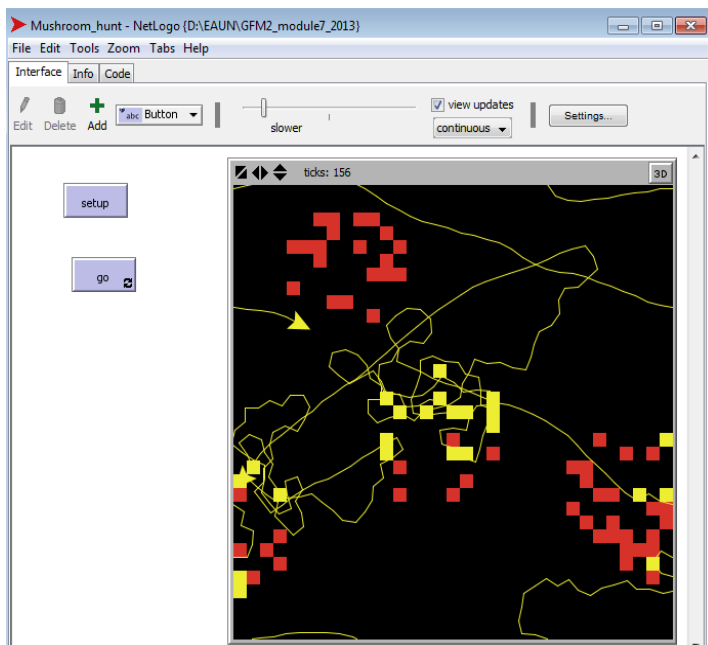 Mushroom_hunt - NetLogo {D:\EAUN\GFM2_module7_2013}
File Edit Tools Zoom Tabs Help
Interface Info Code
Edit Delete Add abc Button slower view updates continuous Settings...
ticks: 156 3D
setup
go